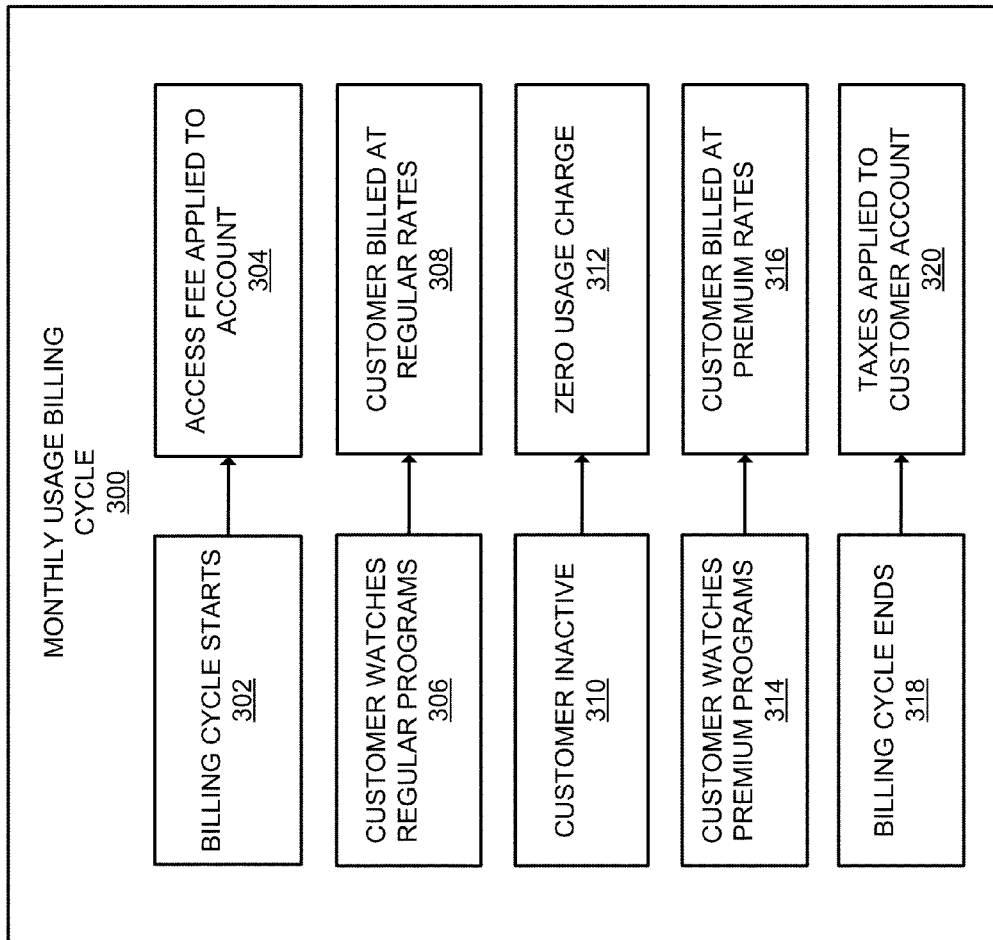 MONTHLY USAGE BILLING
CYCLE
300
BILLING CYCLE STARTS
302
ACCESS FEE APPLIED TO
ACCOUNT
304
CUSTOMER WATCHES
REGULAR PROGRAMS
306
CUSTOMER BILLED AT
REGULAR RATES
308
CUSTOMER INACTIVE
310
ZERO USAGE CHARGE
312
CUSTOMER WATCHES
PREMIUM PROGRAMS
314
CUSTOMER BILLED AT
PREMUIM RATES
316
BILLING CYCLE ENDS
318
TAXES APPLIED TO
CUSTOMER ACCOUNT
320